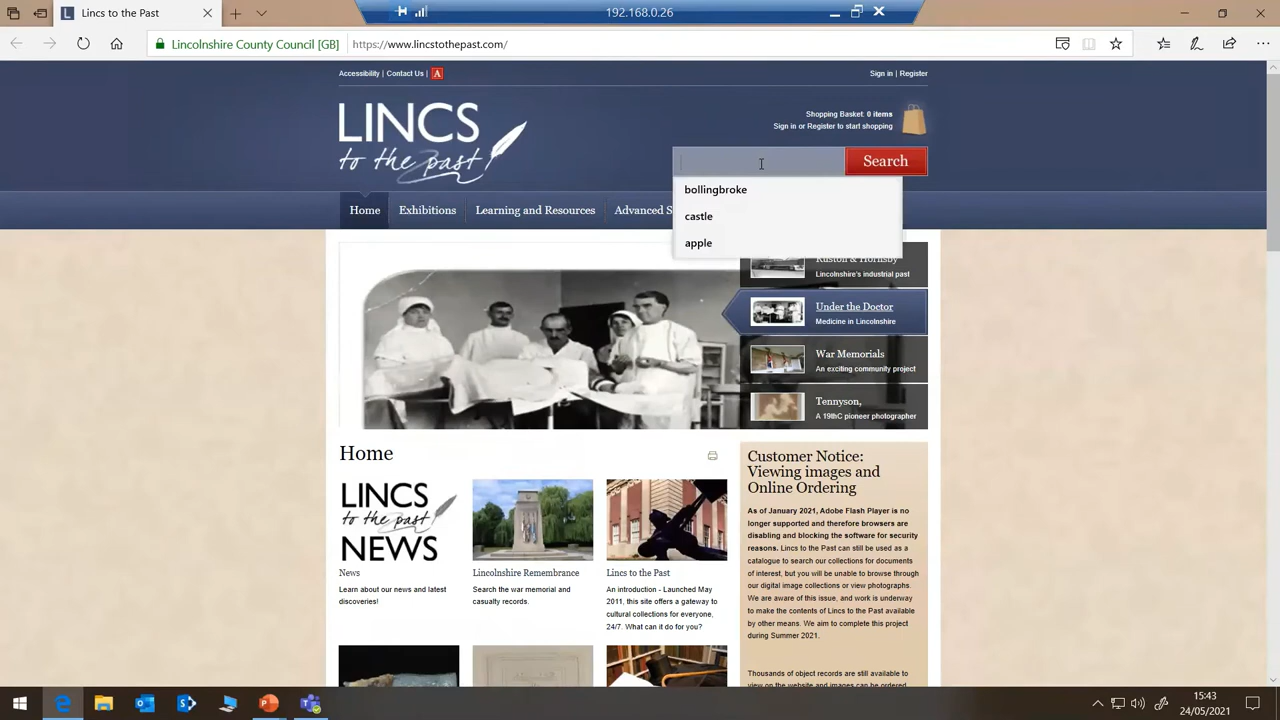 Lincs to the Past
192.168.0.26
Lincolnshire County Council [GB]
https://www.lincstothepast.com/
Accessibility | Contact Us | A
Sign in | Register
LINCS
to the past
Shopping Basket: 0 items
Sign in or Register to start shopping
Search
bollingbroke
castle
apple
Home
Exhibitions
Learning and Resources
Advanced S
Ruston & Hornsby
Lincolnshire's industrial past
Under the Doctor
Medicine in Lincolnshire
War Memorials
An exciting community project
Tennyson,
A 19thC pioneer photographer
Home
LINCS
to the past
NEWS
News
Learn about our news and latest
discoveries!
Lincolnshire Remembrance
Search the war memorial and
casualty records.
Lincs to the Past
An introduction - Launched May
2011, this site offers a gateway to
cultural collections for everyone,
24/7. What can it do for you?
Customer Notice:
Viewing images and
Online Ordering
As of January 2021, Adobe Flash Player is no
longer supported and therefore browsers are
disabling and blocking the software for security
reasons. Lincs to the Past can still be used as a
catalogue to search our collections for documents
of interest, but you will be unable to browse through
our digital image collections or view photographs.
We are aware of this issue, and work is underway
to make the contents of Lincs to the Past available
by other means. We aim to complete this project
during Summer 2021.
Thousands of object records are still available to
view on the website and images can be ordered
15:43
24/05/2021